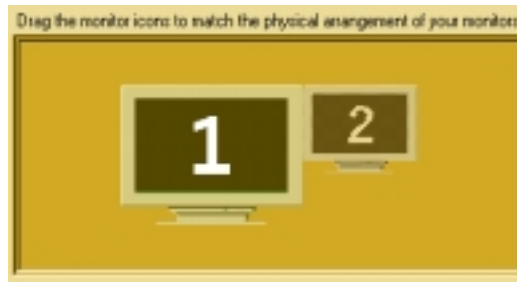 Drag the monitor icons to match the physical arrangement of your monitors
1
2